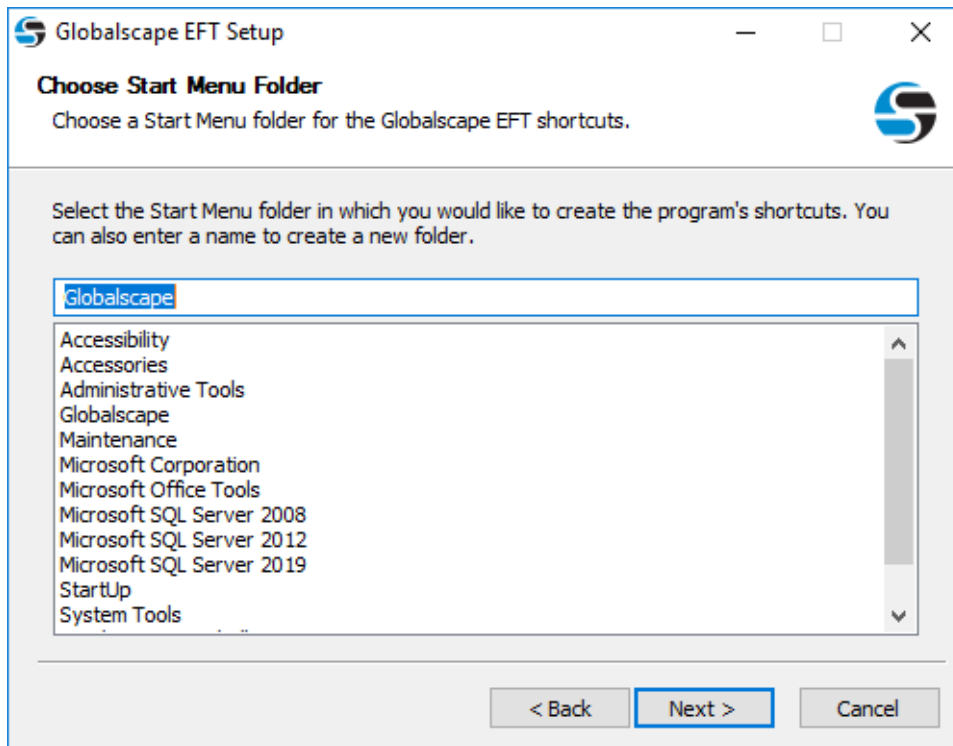 Globalscape EFT Setup
Choose Start Menu Folder
Choose a Start Menu folder for the Globalscape EFT shortcuts.
Select the Start Menu folder in which you would like to create the program's shortcuts. You
can also enter a name to create a new folder.
Globalscape
Accessibility
Accessories
Administrative Tools
Globalscape
Maintenance
Microsoft Corporation
Microsoft Office Tools
Microsoft SQL Server 2008
Microsoft SQL Server 2012
Microsoft SQL Server 2019
StartUp
System Tools
< Back Next > Cancel